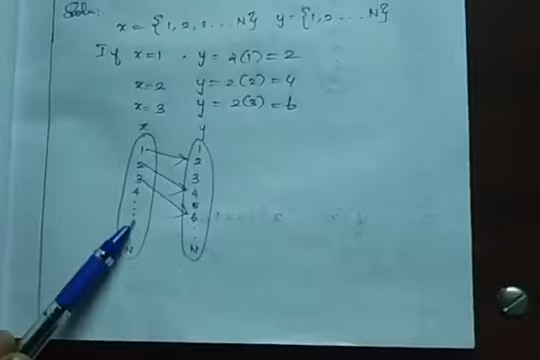 Soln:
x = {1, 2, 3 ... N} y = {1, 2 .... N}
If x=1 , y = 2(1) = 2
x=2 y = 2(2) = 4
x=3 y = 2(3) = 6
x y
1 1
2 2
3 3
4 4
5
6
N N